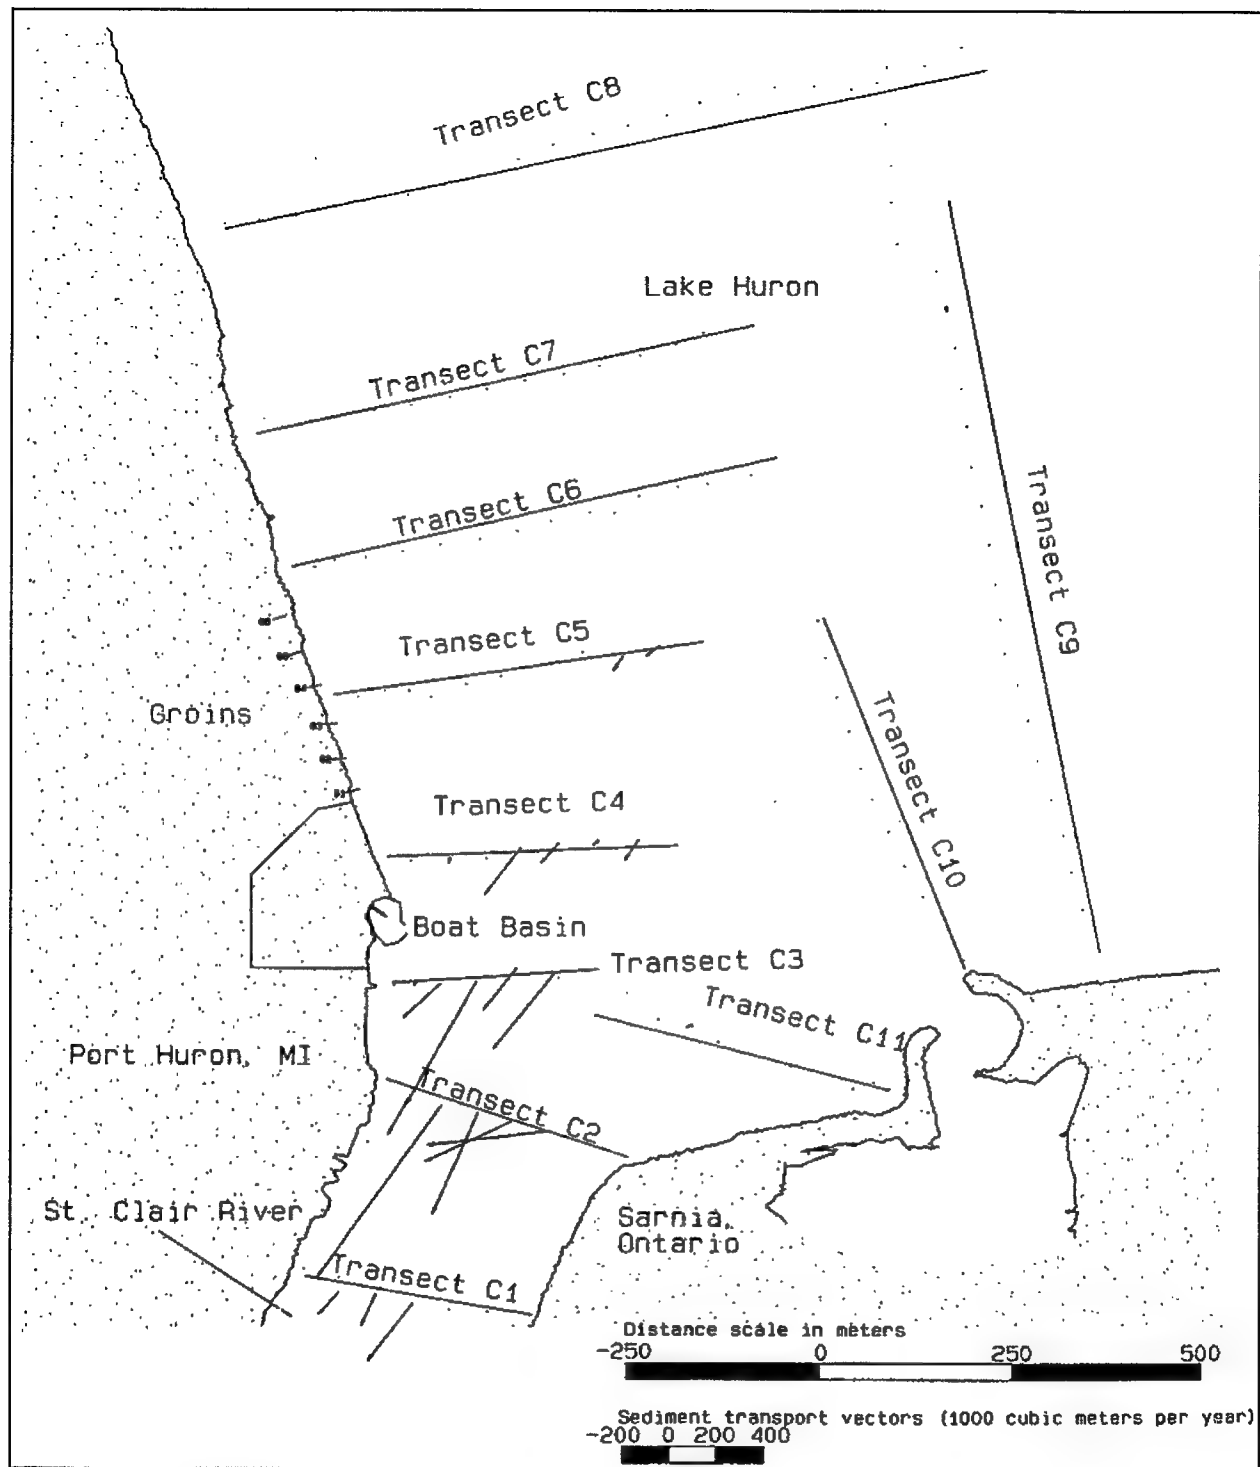 Transect C8
Lake Huron
Transect C7
Transect C6
Transect C9
Transect C5
Groins
Transect C10
Transect C4
Boat Basin
Transect C3
Transect C11
Port Huron, MI
Transect C2
St. Clair River
Sarnia,
Ontario
Transect C1
Distance scale in meters
-250 0 250 500
Sediment transport vectors (1000 cubic meters per year)
-200 0 200 400